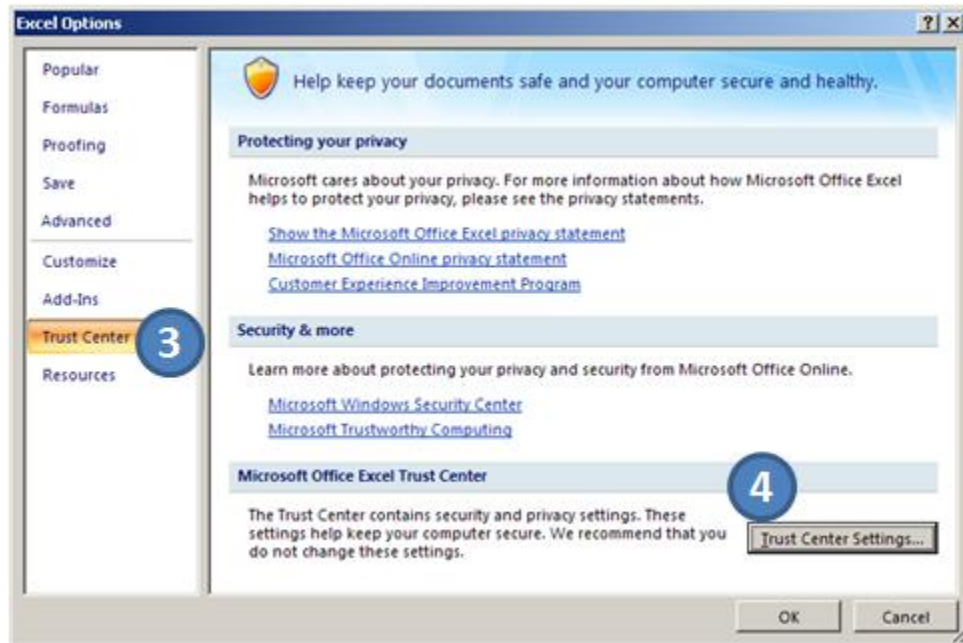 Excel Options
Popular
Formulas
Proofing
Save
Advanced
Customize
Add-Ins
Trust Center
3
Resources
Help keep your documents safe and your computer secure and healthy.
Protecting your privacy
Microsoft cares about your privacy. For more information about how Microsoft Office Excel
helps to protect your privacy, please see the privacy statements.
Show the Microsoft Office Excel privacy statement
Microsoft Office Online privacy statement
Customer Experience Improvement Program
Security & more
Learn more about protecting your privacy and security from Microsoft Office Online.
Microsoft Windows Security Center
Microsoft Trustworthy Computing
Microsoft Office Excel Trust Center
4
The Trust Center contains security and privacy settings. These
settings help keep your computer secure. We recommend that you
do not change these settings.
Trust Center Settings...
OK
Cancel